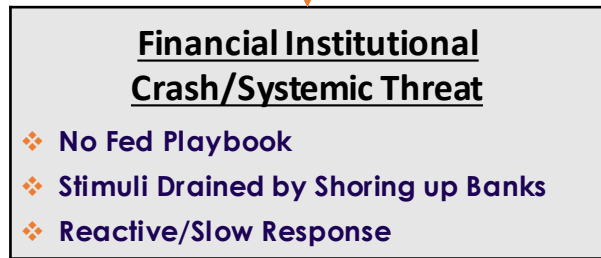 Financial Institutional
Crash/Systemic Threat
❖ No Fed Playbook
❖ Stimuli Drained by Shoring up Banks
❖ Reactive/Slow Response